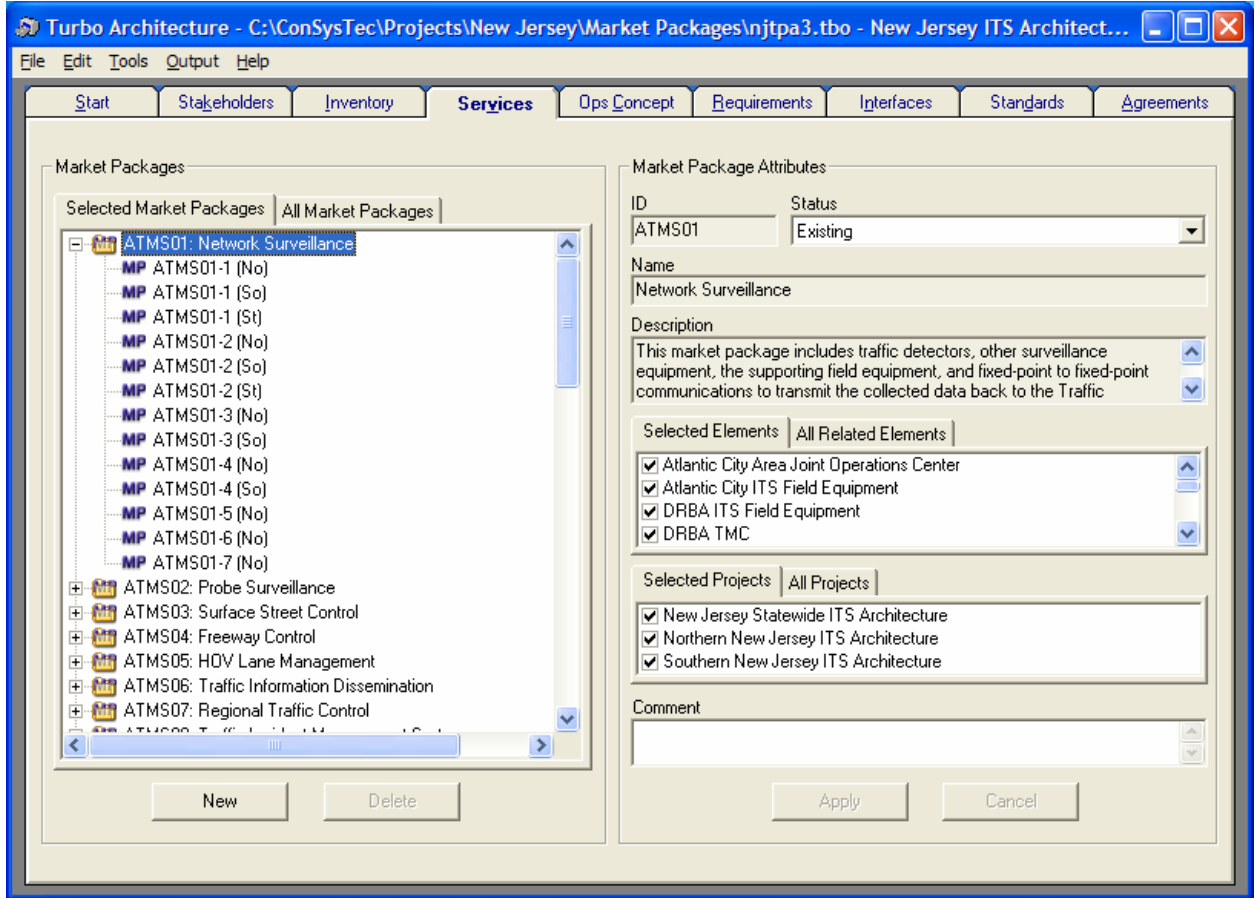 Turbo Architecture - C:\ConSysTec\Projects\New Jersey\Market Packages\njtpa3.tbo - New Jersey ITS Architect...
File Edit Tools Output Help
Start Stakeholders Inventory Services Ops Concept Requirements Interfaces Standards Agreements
Market Packages
Selected Market Packages All Market Packages
ATMS01: Network Surveillance
MP ATMS01-1 (No)
MP ATMS01-1 (So)
MP ATMS01-1 (St)
MP ATMS01-2 (No)
MP ATMS01-2 (So)
MP ATMS01-2 (St)
MP ATMS01-3 (No)
MP ATMS01-3 (So)
MP ATMS01-4 (No)
MP ATMS01-4 (So)
MP ATMS01-5 (No)
MP ATMS01-6 (No)
MP ATMS01-7 (No)
ATMS02: Probe Surveillance
ATMS03: Surface Street Control
ATMS04: Freeway Control
ATMS05: HOV Lane Management
ATMS06: Traffic Information Dissemination
ATMS07: Regional Traffic Control
New Delete
Market Package Attributes
ID Status
ATMS01 Existing
Name
Network Surveillance
Description
This market package includes traffic detectors, other surveillance
equipment, the supporting field equipment, and fixed-point to fixed-point
communications to transmit the collected data back to the Traffic
Selected Elements All Related Elements
Atlantic City Area Joint Operations Center
Atlantic City ITS Field Equipment
DRBA ITS Field Equipment
DRBA TMC
Selected Projects All Projects
New Jersey Statewide ITS Architecture
Northern New Jersey ITS Architecture
Southern New Jersey ITS Architecture
Comment
Apply Cancel